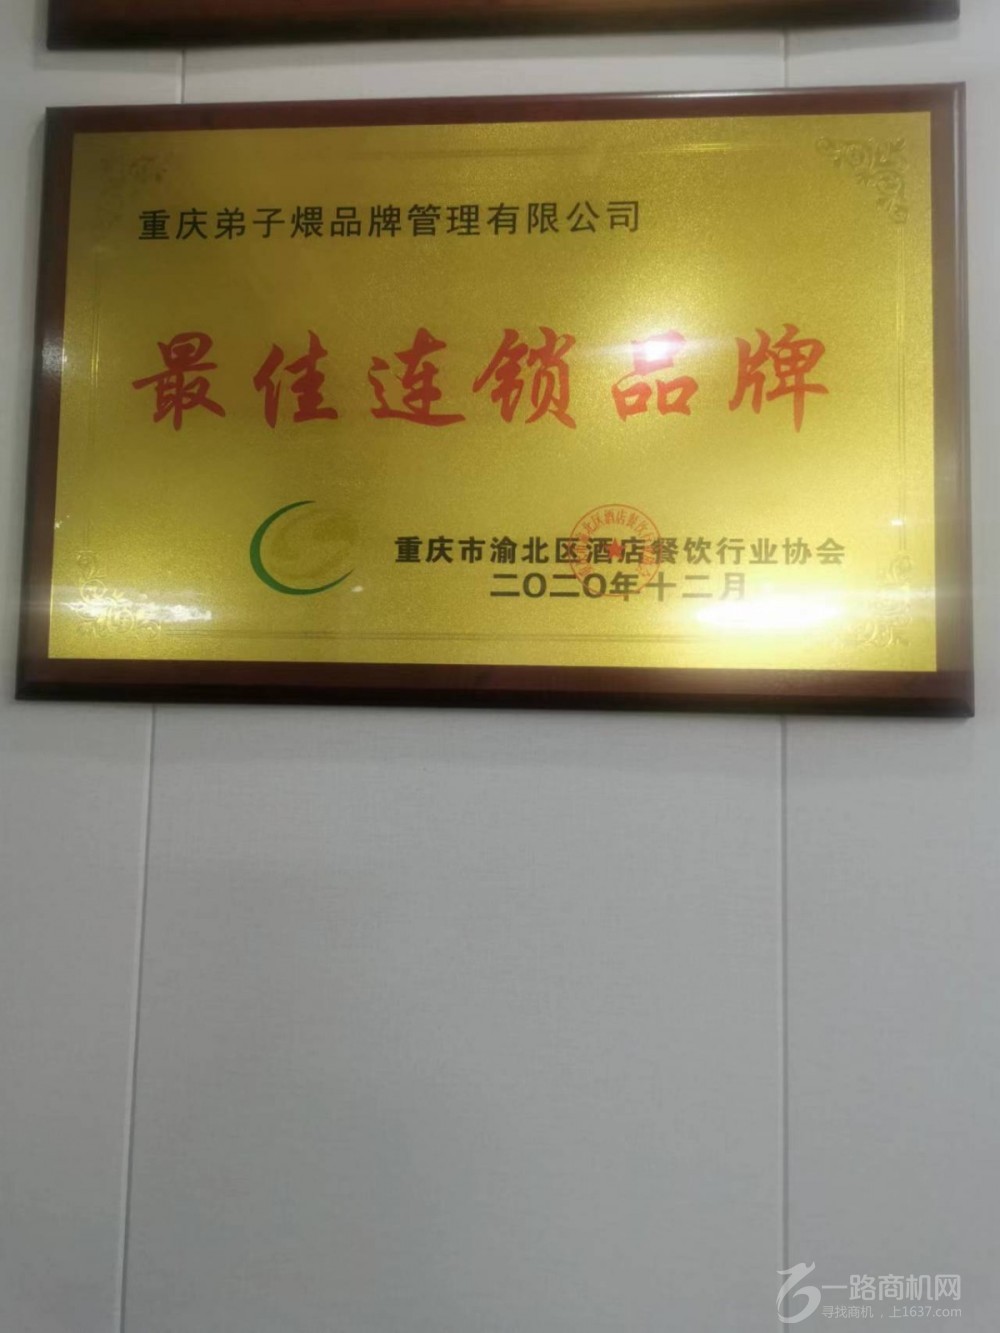 重庆弟子煨品牌管理有限公司
最佳连锁品牌
重庆市渝北区酒店餐饮行业协会
二〇二〇年十二月
一路商机网
寻找商机，上1637.com